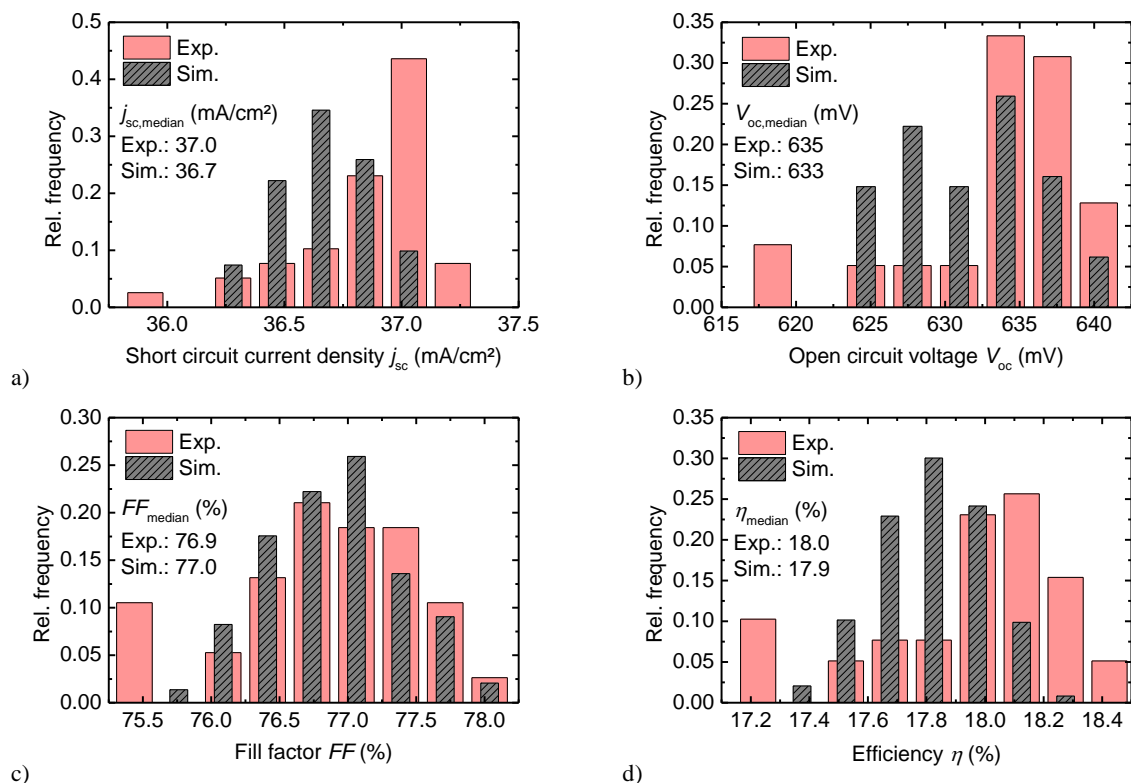 0.5
0.4
0.3
0.2
0.1
0.0
Rel. frequency
Exp.
Sim.
j_sc,median (mA/cm²)
Exp.: 37.0
Sim.: 36.7
36.0 36.5 37.0 37.5
Short circuit current density j_sc (mA/cm²)
a)
0.35
0.30
0.25
0.20
0.15
0.10
0.05
0.00
Rel. frequency
Exp.
Sim.
V_oc,median (mV)
Exp.: 635
Sim.: 633
615 620 625 630 635 640
Open circuit voltage V_oc (mV)
b)
0.30
0.25
0.20
0.15
0.10
0.05
0.00
Rel. frequency
Exp.
Sim.
FF_median (%)
Exp.: 76.9
Sim.: 77.0
75.5 76.0 76.5 77.0 77.5 78.0
Fill factor FF (%)
c)
0.35
0.30
0.25
0.20
0.15
0.10
0.05
0.00
Rel. frequency
Exp.
Sim.
η_median (%)
Exp.: 18.0
Sim.: 17.9
17.2 17.4 17.6 17.8 18.0 18.2 18.4
Efficiency η (%)
d)